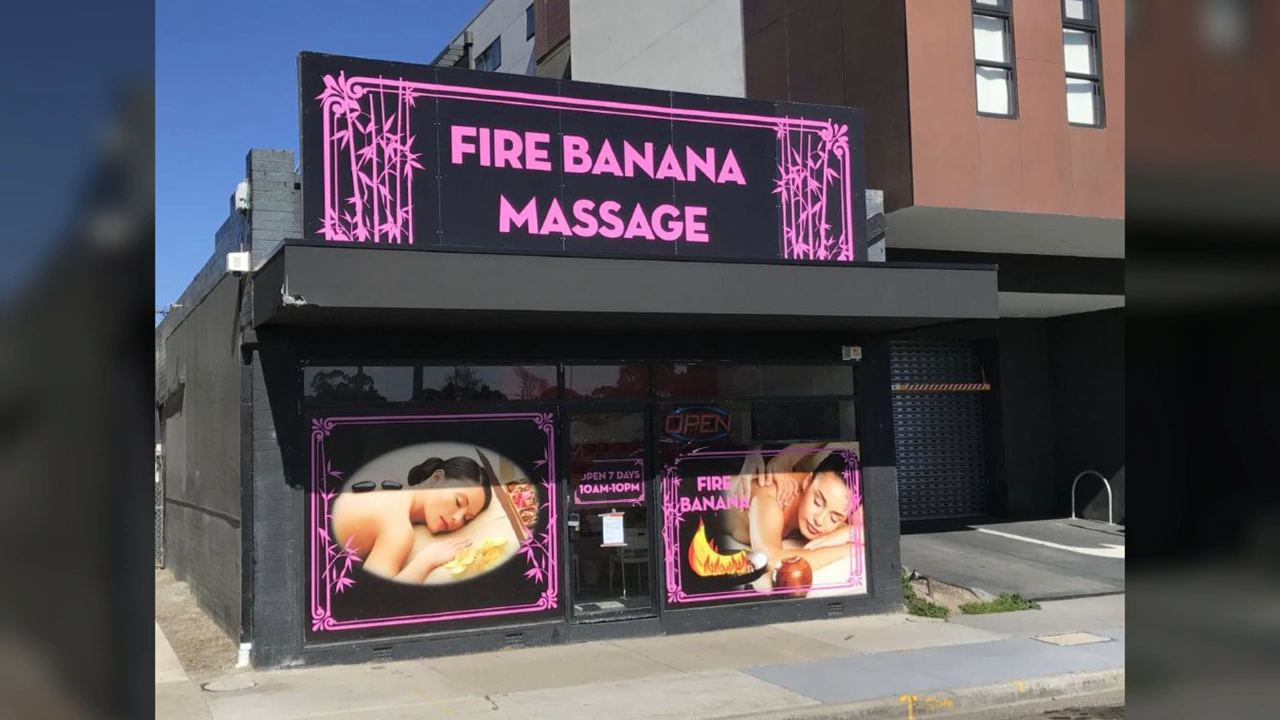 FIRE BANANA
MASSAGE
OPEN
OPEN 7 DAYS
10AM-10PM
FIRE
BANANA